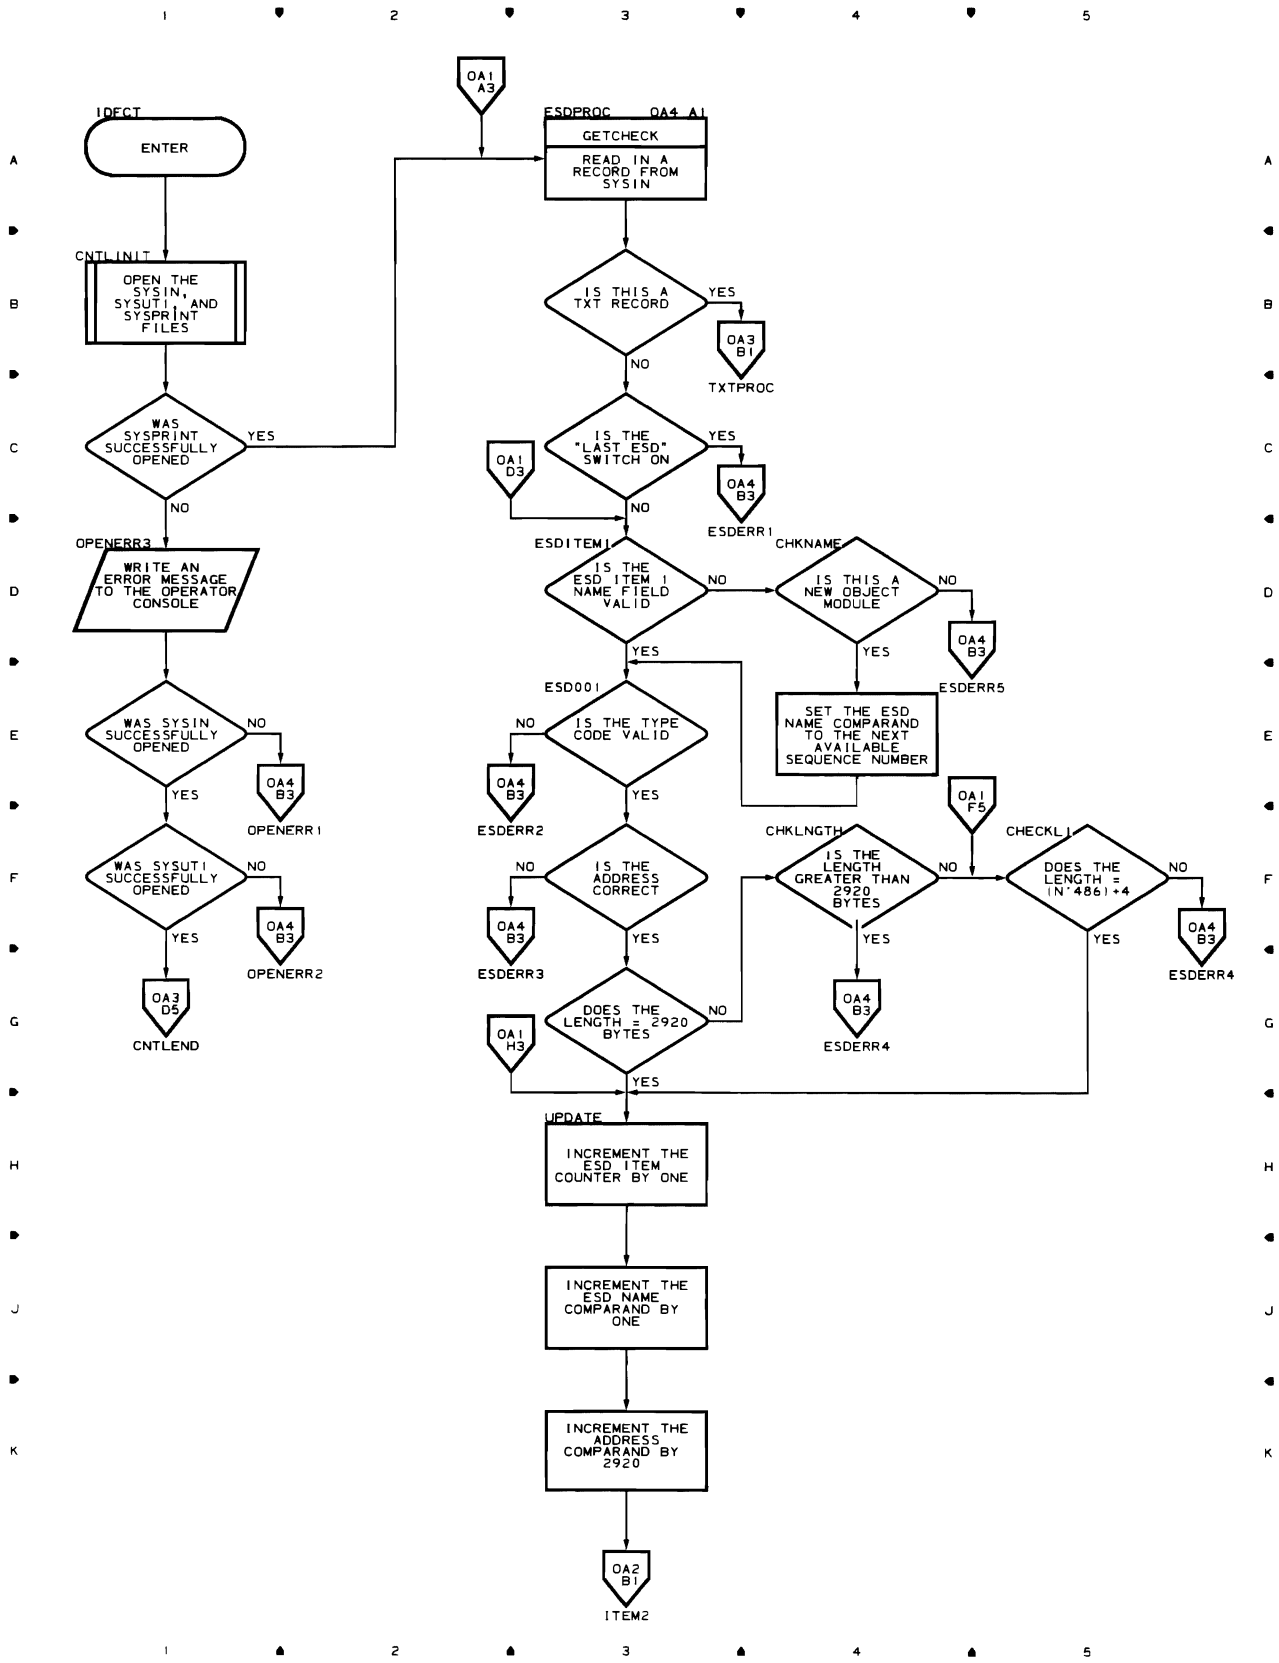 1 2 3 4 5
OA1
A3
IDFCT
ENTER
ESDPROC OA4 A1
GETCHECK
READ IN A
RECORD FROM
SYSIN
A A
CNTLINIT
OPEN THE
SYSIN,
SYSUT1, AND
SYSPRINT
FILES
IS THIS A
TXT RECORD
YES
OA3
B1
TXTPROC
NO
B B
WAS
SYSPRINT
SUCCESSFULLY
OPENED
YES
NO
OA1
D3
IS THE
"LAST ESD"
SWITCH ON
YES
OA4
B3
ESDERR1
NO
C C
OPENERR3
WRITE AN
ERROR MESSAGE
TO THE OPERATOR
CONSOLE
ESDITEM1
IS THE
ESD ITEM 1
NAME FIELD
VALID
NO
YES
CHKNAME
IS THIS A
NEW OBJECT
MODULE
NO
YES
OA4
B3
ESDERR5
D D
WAS SYSIN
SUCCESSFULLY
OPENED
NO
YES
OA4
B3
OPENERR1
ESD001
IS THE TYPE
CODE VALID
NO
YES
OA4
B3
ESDERR2
SET THE ESD
NAME COMPARAND
TO THE NEXT
AVAILABLE
SEQUENCE NUMBER
E E
OA1
F5
WAS SYSUT1
SUCCESSFULLY
OPENED
NO
YES
OA4
B3
OPENERR2
IS THE
ADDRESS
CORRECT
NO
YES
OA4
B3
ESDERR3
CHKLNGTH
IS THE
LENGTH
GREATER THAN
2920
BYTES
NO
YES
CHECKL1
DOES THE
LENGTH =
(N*486)+4
NO
YES
OA4
B3
ESDERR4
F F
OA3
D5
CNTLEND
OA1
H3
DOES THE
LENGTH = 2920
BYTES
NO
YES
OA4
B3
ESDERR4
G G
UPDATE
INCREMENT THE
ESD ITEM
COUNTER BY ONE
H H
INCREMENT THE
ESD NAME
COMPARAND BY
ONE
J J
INCREMENT THE
ADDRESS
COMPARAND BY
2920
K K
OA2
B1
ITEM2
1 2 3 4 5